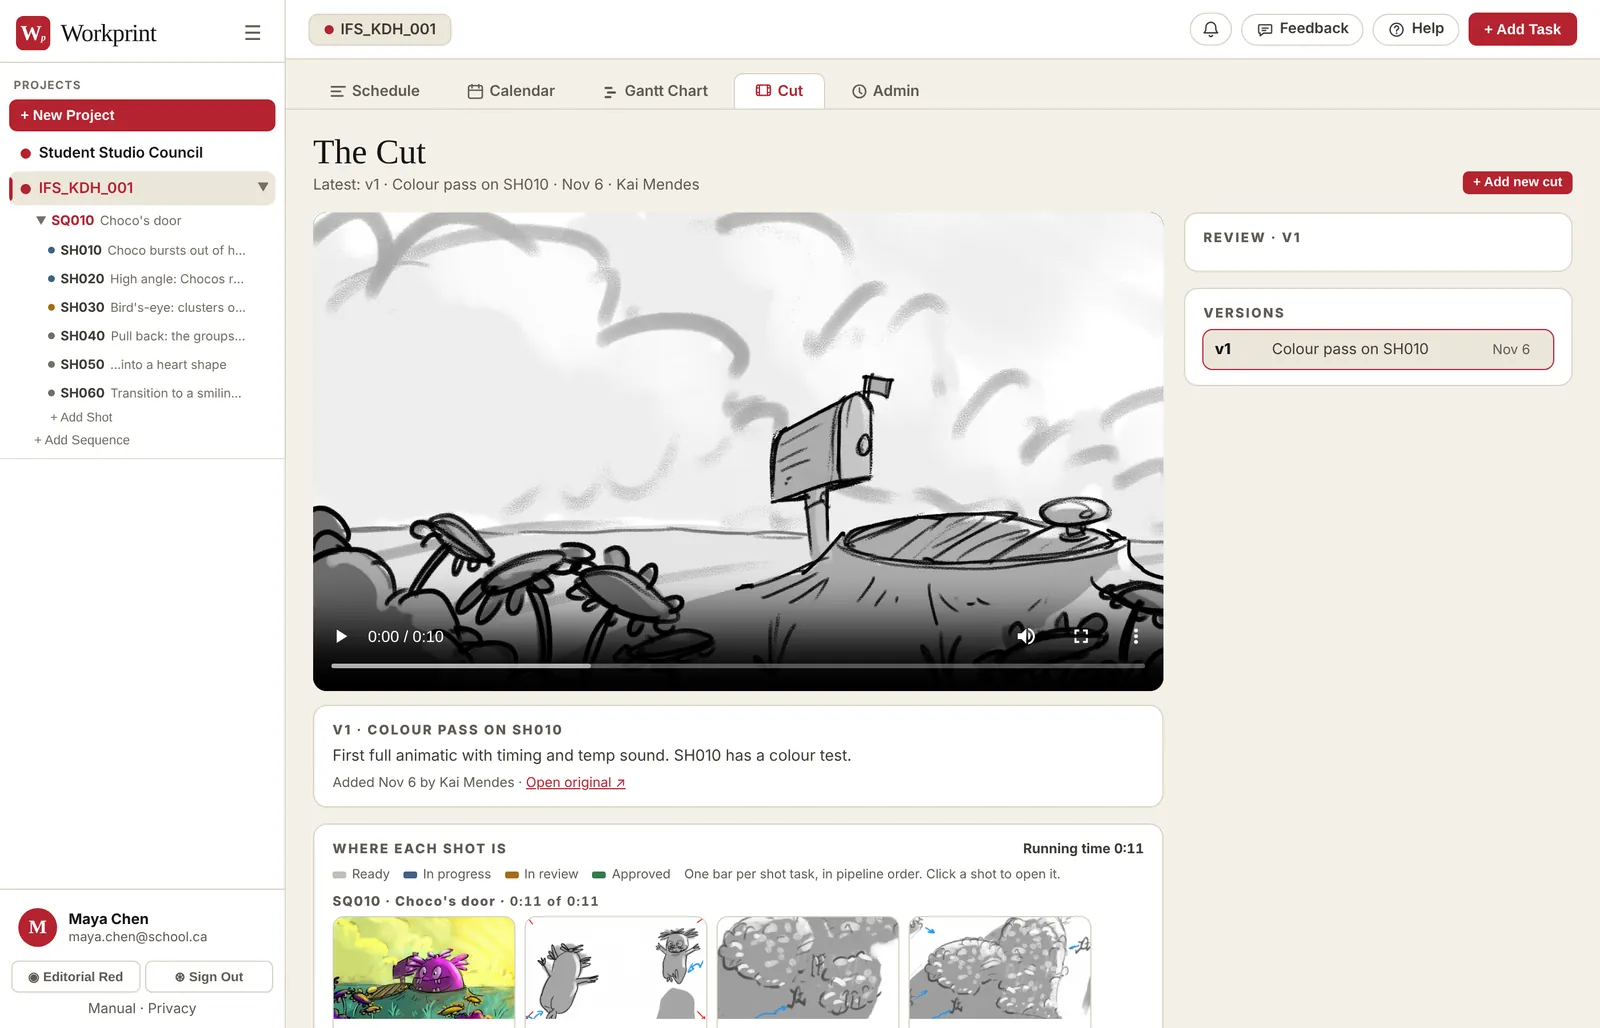 Wp Workprint
PROJECTS
+ New Project
Student Studio Council
IFS_KDH_001
SQ010 Choco's door
SH010 Choco bursts out of h...
SH020 High angle: Chocos r...
SH030 Bird's-eye: clusters o...
SH040 Pull back: the groups...
SH050 ...into a heart shape
SH060 Transition to a smilin...
+ Add Shot
+ Add Sequence
M
Maya Chen
maya.chen@school.ca
Editorial Red
Sign Out
Manual · Privacy
IFS_KDH_001
Feedback
Help
+ Add Task
Schedule
Calendar
Gantt Chart
Cut
Admin
The Cut
Latest: v1 · Colour pass on SH010 · Nov 6 · Kai Mendes
+ Add new cut
0:00 / 0:10
REVIEW · V1
VERSIONS
v1 Colour pass on SH010 Nov 6
V1 · COLOUR PASS ON SH010
First full animatic with timing and temp sound. SH010 has a colour test.
Added Nov 6 by Kai Mendes · Open original ↗
WHERE EACH SHOT IS
Running time 0:11
Ready In progress In review Approved One bar per shot task, in pipeline order. Click a shot to open it.
SQ010 · Choco's door · 0:11 of 0:11